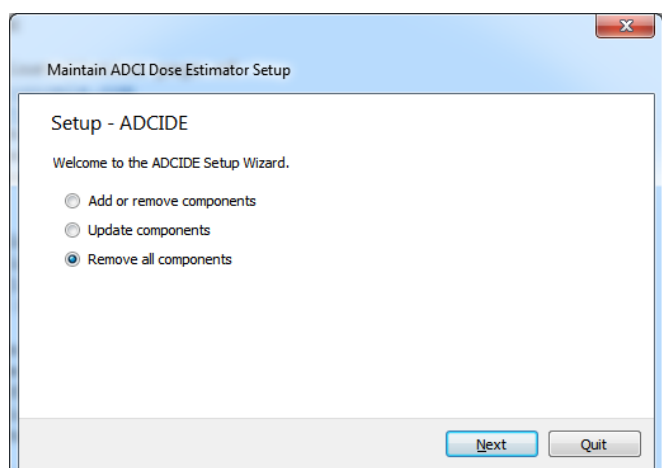 Maintain ADCI Dose Estimator Setup
Setup - ADCIDE
Welcome to the ADCIDE Setup Wizard.
Add or remove components
Update components
Remove all components
Next
Quit